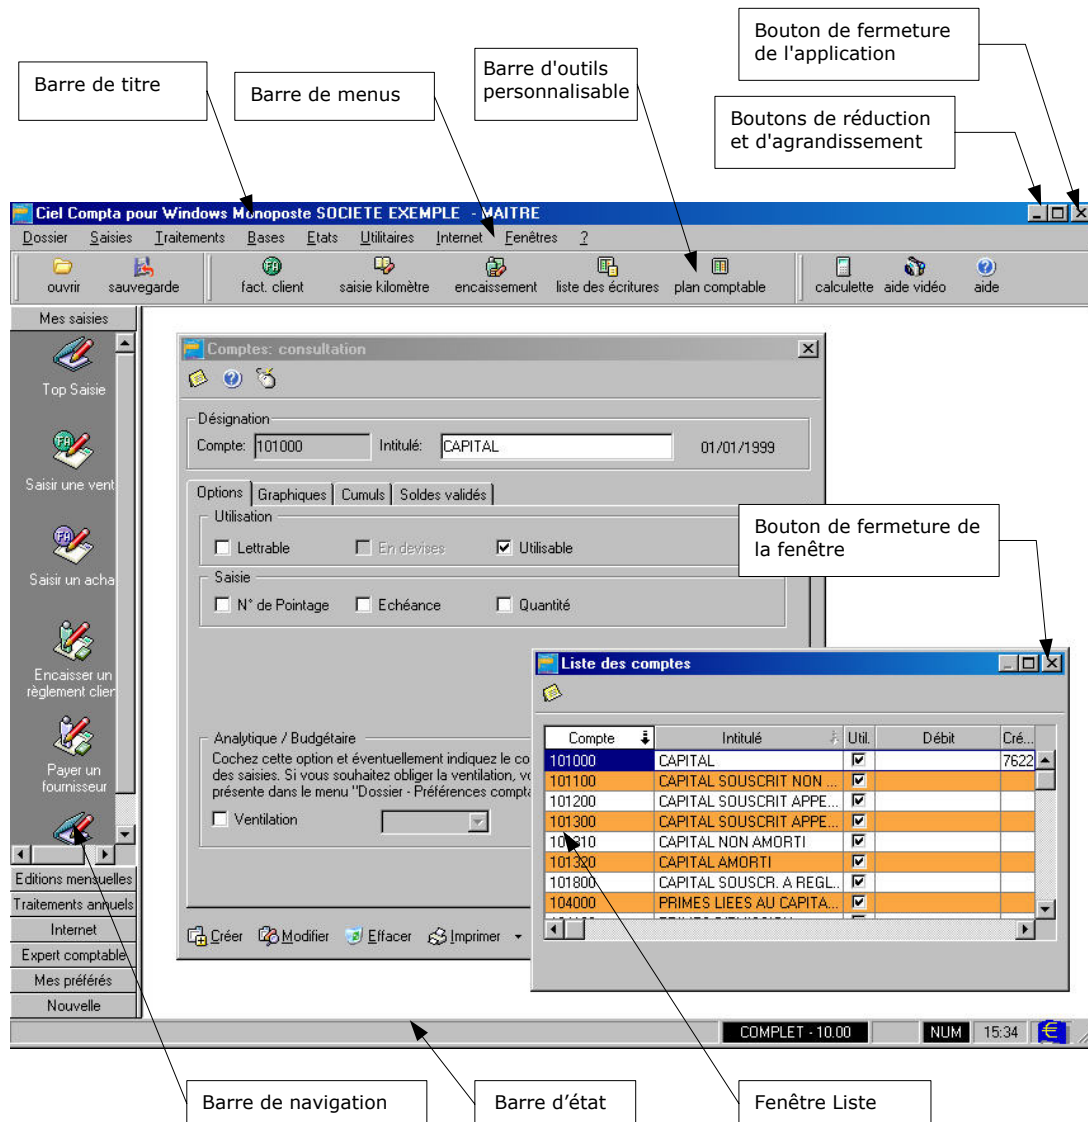 Bouton de fermeture
de l'application
Barre de titre
Barre de menus
Barre d'outils
personnalisable
Boutons de réduction
et d'agrandissement
Ciel Compta pour Windows Monoposte SOCIETE EXEMPLE - MAITRE
Dossier Saisies Traitements Bases Etats Utilitaires Internet Fenêtres ?
ouvrir sauvegarde fact. client saisie kilomètre encaissement liste des écritures plan comptable calculette aide vidéo aide
Mes saisies
Top Saisie
Saisir une vent
Saisir un acha
Encaisser un
règlement clien
Payer un
fournisseur
Editions mensuelles
Traitements annuels
Internet
Expert comptable
Mes préférés
Nouvelle
Comptes: consultation
Désignation
Compte: 101000 Intitulé: CAPITAL 01/01/1999
Options Graphiques Cumuls Soldes validés
Utilisation
Lettrable En devises Utilisable
Saisie
N° de Pointage Echéance Quantité
Analytique / Budgétaire
Cochez cette option et éventuellement indiquez le co
des saisies. Si vous souhaitez obliger la ventilation, vo
présente dans le menu "Dossier - Préférences compta
Ventilation
Créer Modifier Effacer Imprimer
Bouton de fermeture de
la fenêtre
Liste des comptes
Compte Intitulé Util. Débit Cré...
101000 CAPITAL 7622
101100 CAPITAL SOUSCRIT NON ...
101200 CAPITAL SOUSCRIT APPE...
101300 CAPITAL SOUSCRIT APPE...
101310 CAPITAL NON AMORTI
101320 CAPITAL AMORTI
101800 CAPITAL SOUSCR. A REGL...
104000 PRIMES LIEES AU CAPITA...
COMPLET - 10.00 NUM 15:34 €
Barre de navigation
Barre d’état
Fenêtre Liste